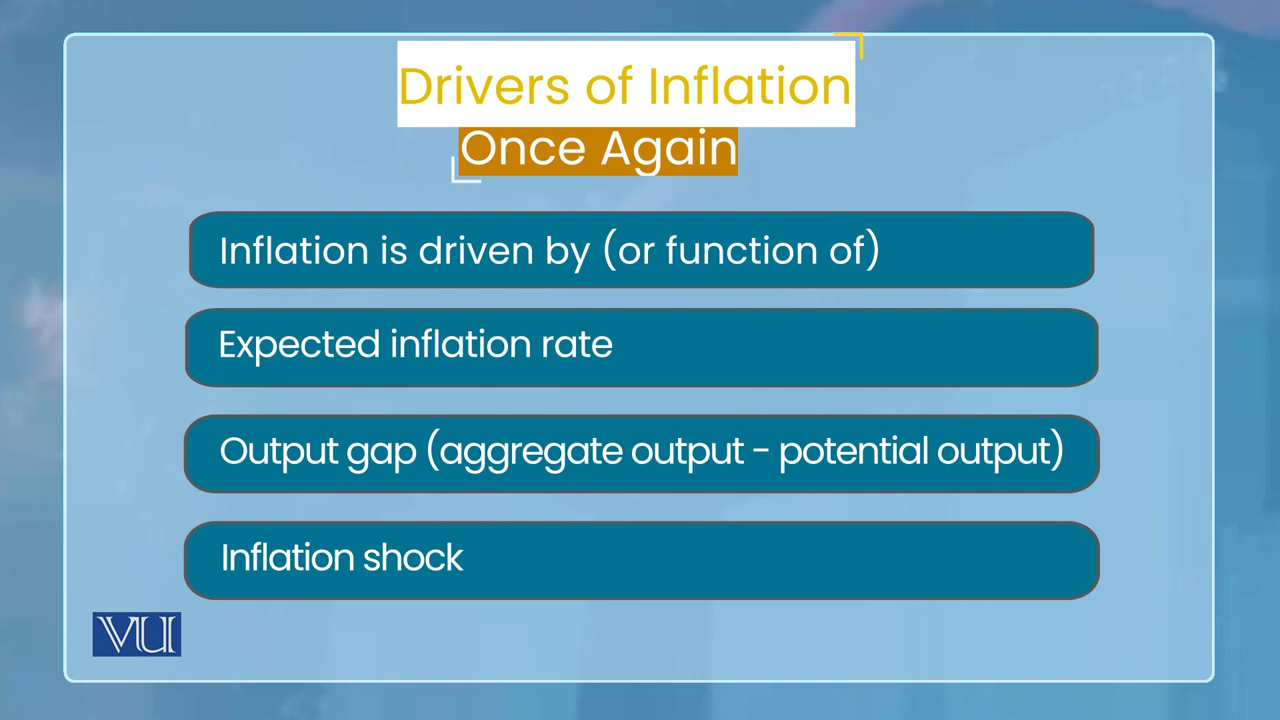 Drivers of Inflation
Once Again
Inflation is driven by (or function of)
Expected inflation rate
Output gap (aggregate output - potential output)
Inflation shock
VU